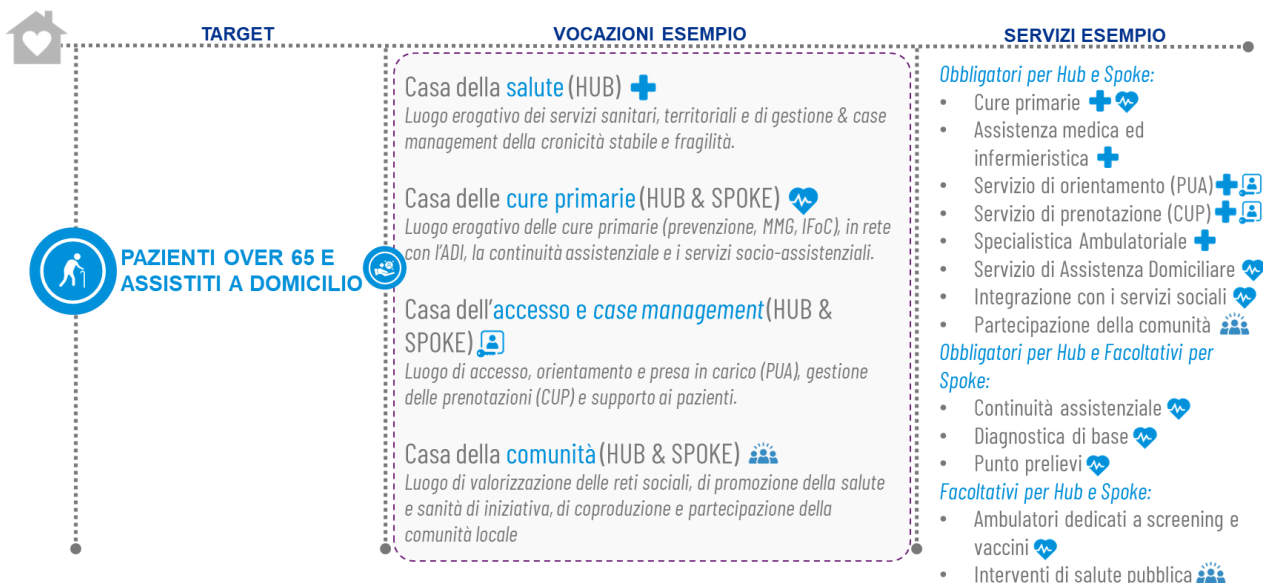 TARGET
VOCAZIONI ESEMPIO
SERVIZI ESEMPIO
PAZIENTI OVER 65 E
ASSISTITI A DOMICILIO
Casa della salute (HUB)
Luogo erogativo dei servizi sanitari, territoriali e di gestione & case
management della cronicità stabile e fragilità.
Casa delle cure primarie (HUB & SPOKE)
Luogo erogativo delle cure primarie (prevenzione, MMG, IFoC), in rete
con l'ADI, la continuità assistenziale e i servizi socio-assistenziali.
Casa dell'accesso e case management (HUB &
SPOKE)
Luogo di accesso, orientamento e presa in carico (PUA), gestione
delle prenotazioni (CUP) e supporto ai pazienti.
Casa della comunità (HUB & SPOKE)
Luogo di valorizzazione delle reti sociali, di promozione della salute
e sanità di iniziativa, di coproduzione e partecipazione della
comunità locale
Obbligatori per Hub e Spoke:
• Cure primarie
• Assistenza medica ed
infermieristica
• Servizio di orientamento (PUA)
• Servizio di prenotazione (CUP)
• Specialistica Ambulatoriale
• Servizio di Assistenza Domiciliare
• Integrazione con i servizi sociali
• Partecipazione della comunità
Obbligatori per Hub e Facoltativi per
Spoke:
• Continuità assistenziale
• Diagnostica di base
• Punto prelievi
Facoltativi per Hub e Spoke:
• Ambulatori dedicati a screening e
vaccini
• Interventi di salute pubblica